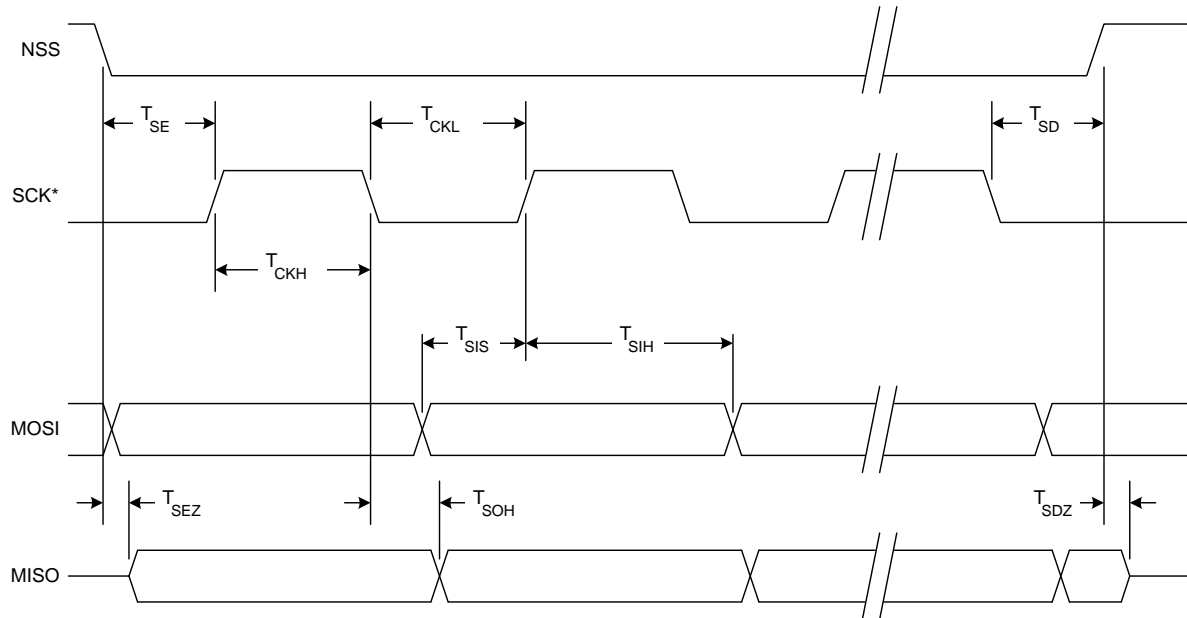 NSS
T_SE
T_CKL
T_SD
SCK*
T_CKH
T_SIS
T_SIH
MOSI
T_SEZ
T_SOH
T_SDZ
MISO